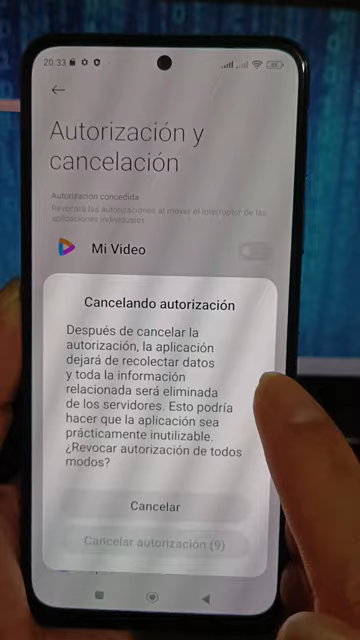 20:33
Autorización y
cancelación
Autorización concedida
Revocarás las autorizaciones al mover el interruptor de las
aplicaciones individuales
Mi Video
Cancelando autorización
Después de cancelar la
autorización, la aplicación
dejará de recolectar datos
y toda la información
relacionada será eliminada
de los servidores. Esto podría
hacer que la aplicación sea
prácticamente inutilizable.
¿Revocar autorización de todos
modos?
Cancelar
Cancelar autorización (9)